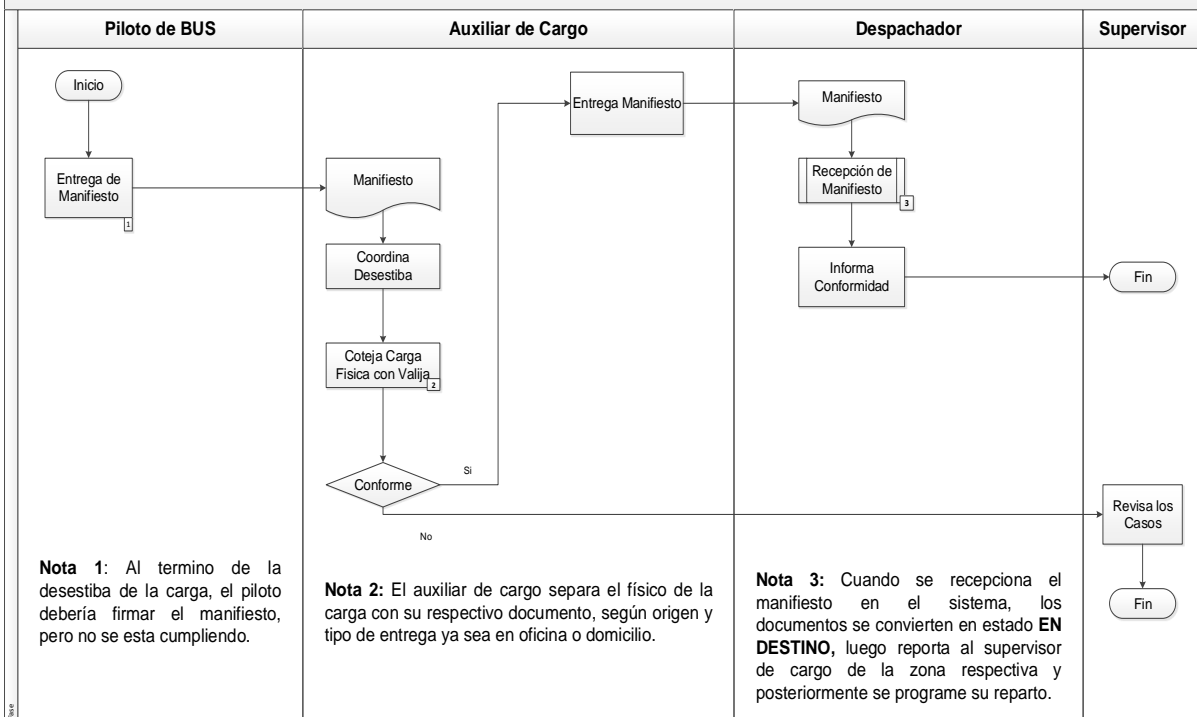 Piloto de BUS
Auxiliar de Cargo
Despachador
Supervisor
Inicio
Entrega de
Manifiesto
1
Manifiesto
Coordina
Desestiba
Coteja Carga
Fisica con Valija
2
Conforme
Si
No
Entrega Manifiesto
Manifiesto
Recepción de
Manifiesto
3
Informa
Conformidad
Fin
Revisa los
Casos
Fin
Nota 1: Al termino de la
desestiba de la carga, el piloto
debería firmar el manifiesto,
pero no se esta cumpliendo.
Nota 2: El auxiliar de cargo separa el físico de la
carga con su respectivo documento, según origen y
tipo de entrega ya sea en oficina o domicilio.
Nota 3: Cuando se recepciona el
manifiesto en el sistema, los
documentos se convierten en estado EN
DESTINO, luego reporta al supervisor
de cargo de la zona respectiva y
posteriormente se programe su reparto.